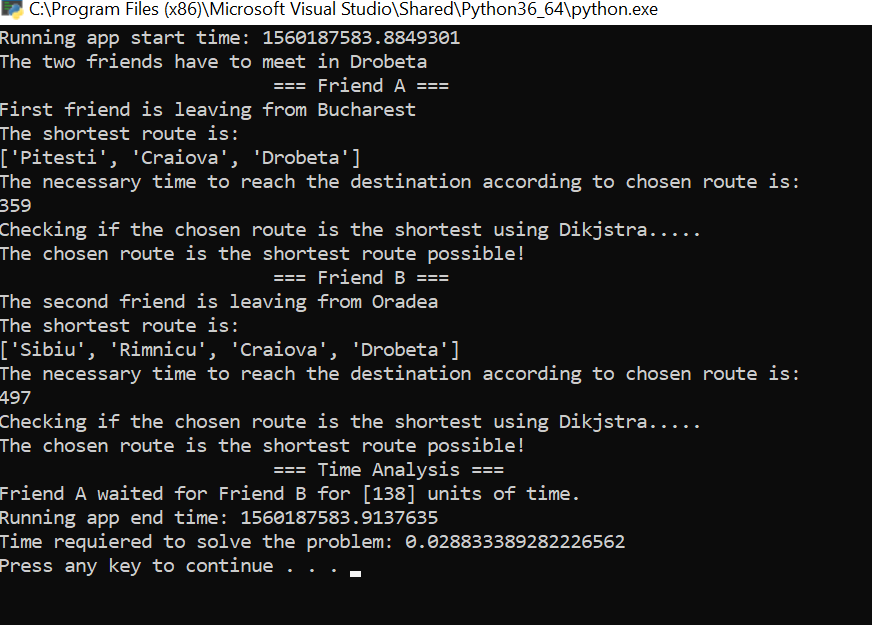 C:\Program Files (x86)\Microsoft Visual Studio\Shared\Python36_64\python.exe
Running app start time: 1560187583.8849301
The two friends have to meet in Drobeta
=== Friend A ===
First friend is leaving from Bucharest
The shortest route is:
['Pitesti', 'Craiova', 'Drobeta']
The necessary time to reach the destination according to chosen route is:
359
Checking if the chosen route is the shortest using Dikjstra.....
The chosen route is the shortest route possible!
=== Friend B ===
The second friend is leaving from Oradea
The shortest route is:
['Sibiu', 'Rimnicu', 'Craiova', 'Drobeta']
The necessary time to reach the destination according to chosen route is:
497
Checking if the chosen route is the shortest using Dikjstra.....
The chosen route is the shortest route possible!
=== Time Analysis ===
Friend A waited for Friend B for [138] units of time.
Running app end time: 1560187583.9137635
Time requiered to solve the problem: 0.028833389282226562
Press any key to continue . . .